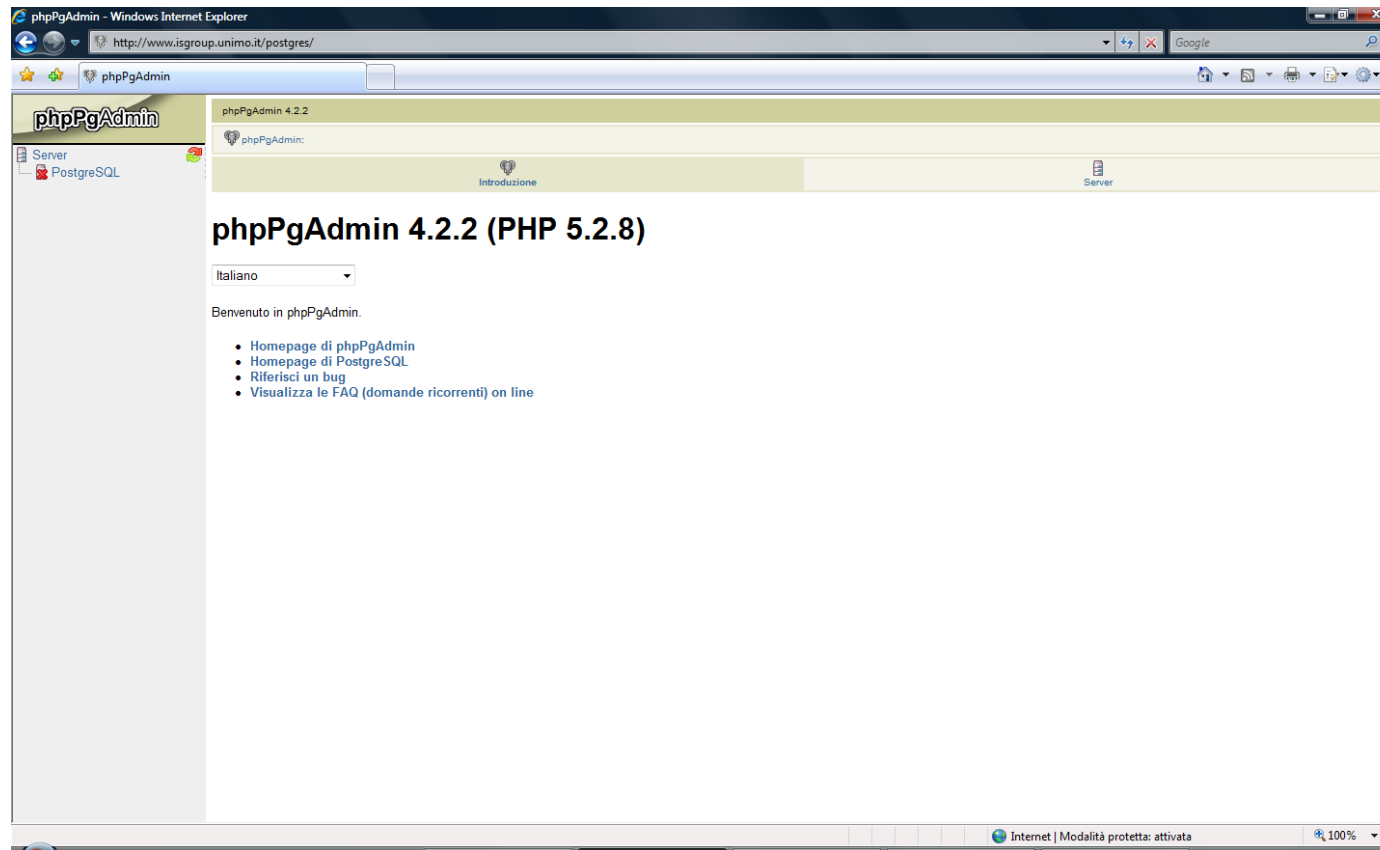 phpPgAdmin - Windows Internet Explorer
http://www.isgroup.unimo.it/postgres/
Google
phpPgAdmin
phpPgAdmin
Server
PostgreSQL
phpPgAdmin 4.2.2
phpPgAdmin:
Introduzione
Server
phpPgAdmin 4.2.2 (PHP 5.2.8)
Italiano
Benvenuto in phpPgAdmin.
Homepage di phpPgAdmin
Homepage di PostgreSQL
Riferisci un bug
Visualizza le FAQ (domande ricorrenti) on line
Internet | Modalità protetta: attivata
100%